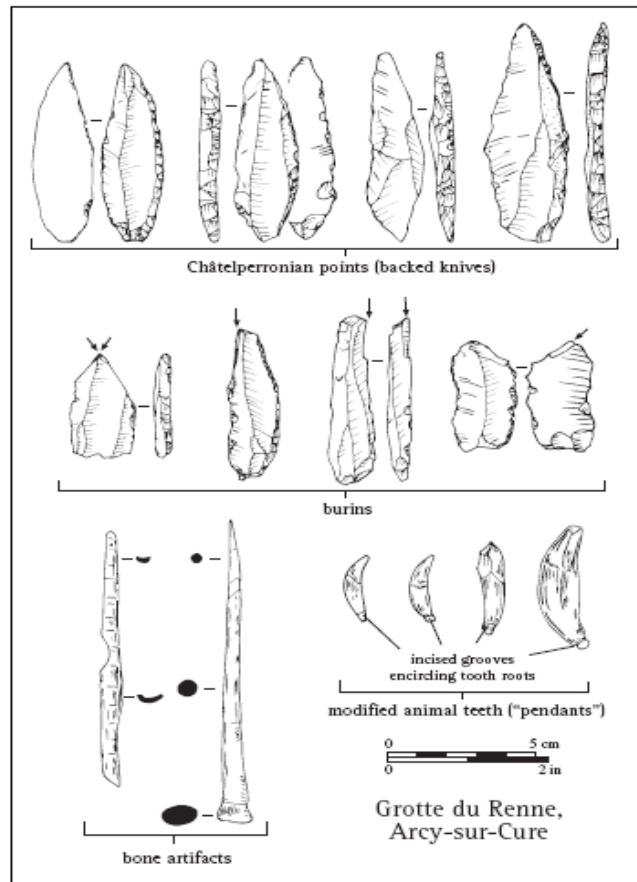 Châtelperronian points (backed knives)
burins
incised grooves
encircling tooth roots
modified animal teeth ("pendants")
0 5 cm
0 2 in
Grotte du Renne,
Arcy-sur-Cure
bone artifacts